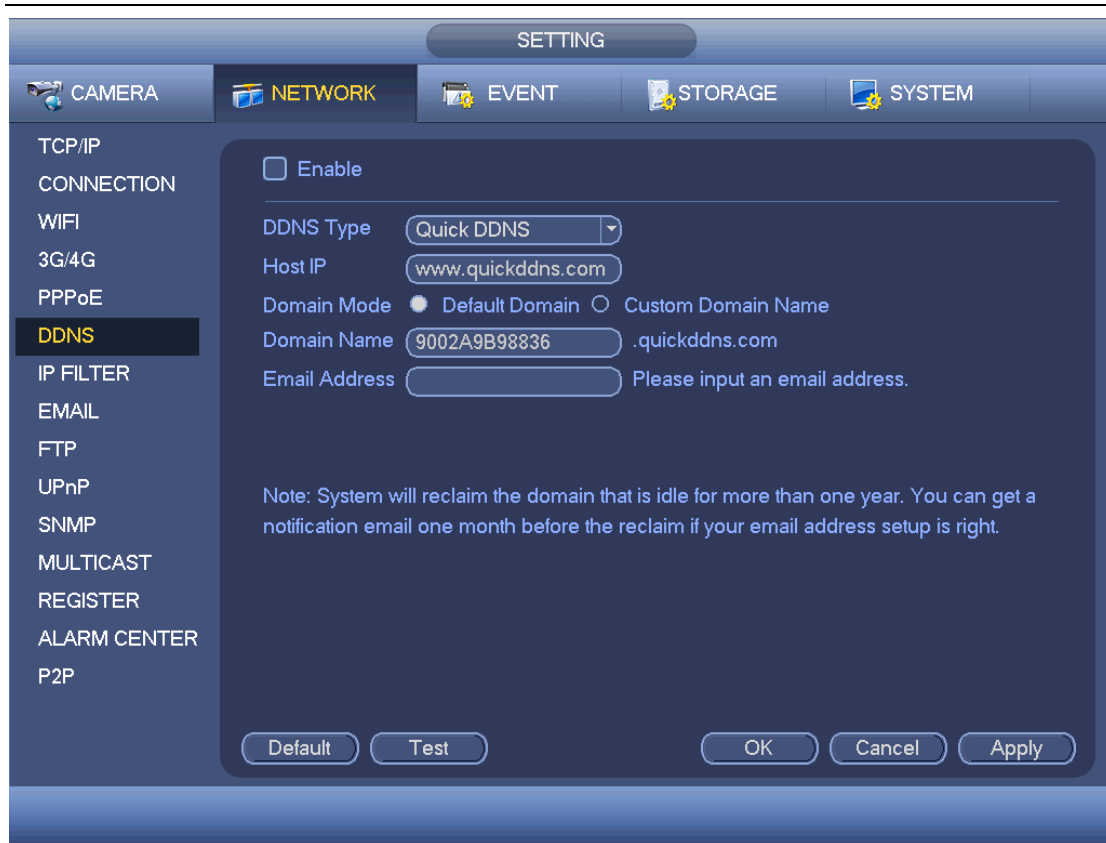 SETTING
CAMERA NETWORK EVENT STORAGE SYSTEM
TCP/IP
CONNECTION
WIFI
3G/4G
PPPoE
DDNS
IP FILTER
EMAIL
FTP
UPnP
SNMP
MULTICAST
REGISTER
ALARM CENTER
P2P
Enable
DDNS Type Quick DDNS
Host IP www.quickddns.com
Domain Mode Default Domain Custom Domain Name
Domain Name 9002A9B98836 .quickddns.com
Email Address Please input an email address.
Note: System will reclaim the domain that is idle for more than one year. You can get a
notification email one month before the reclaim if your email address setup is right.
Default Test OK Cancel Apply